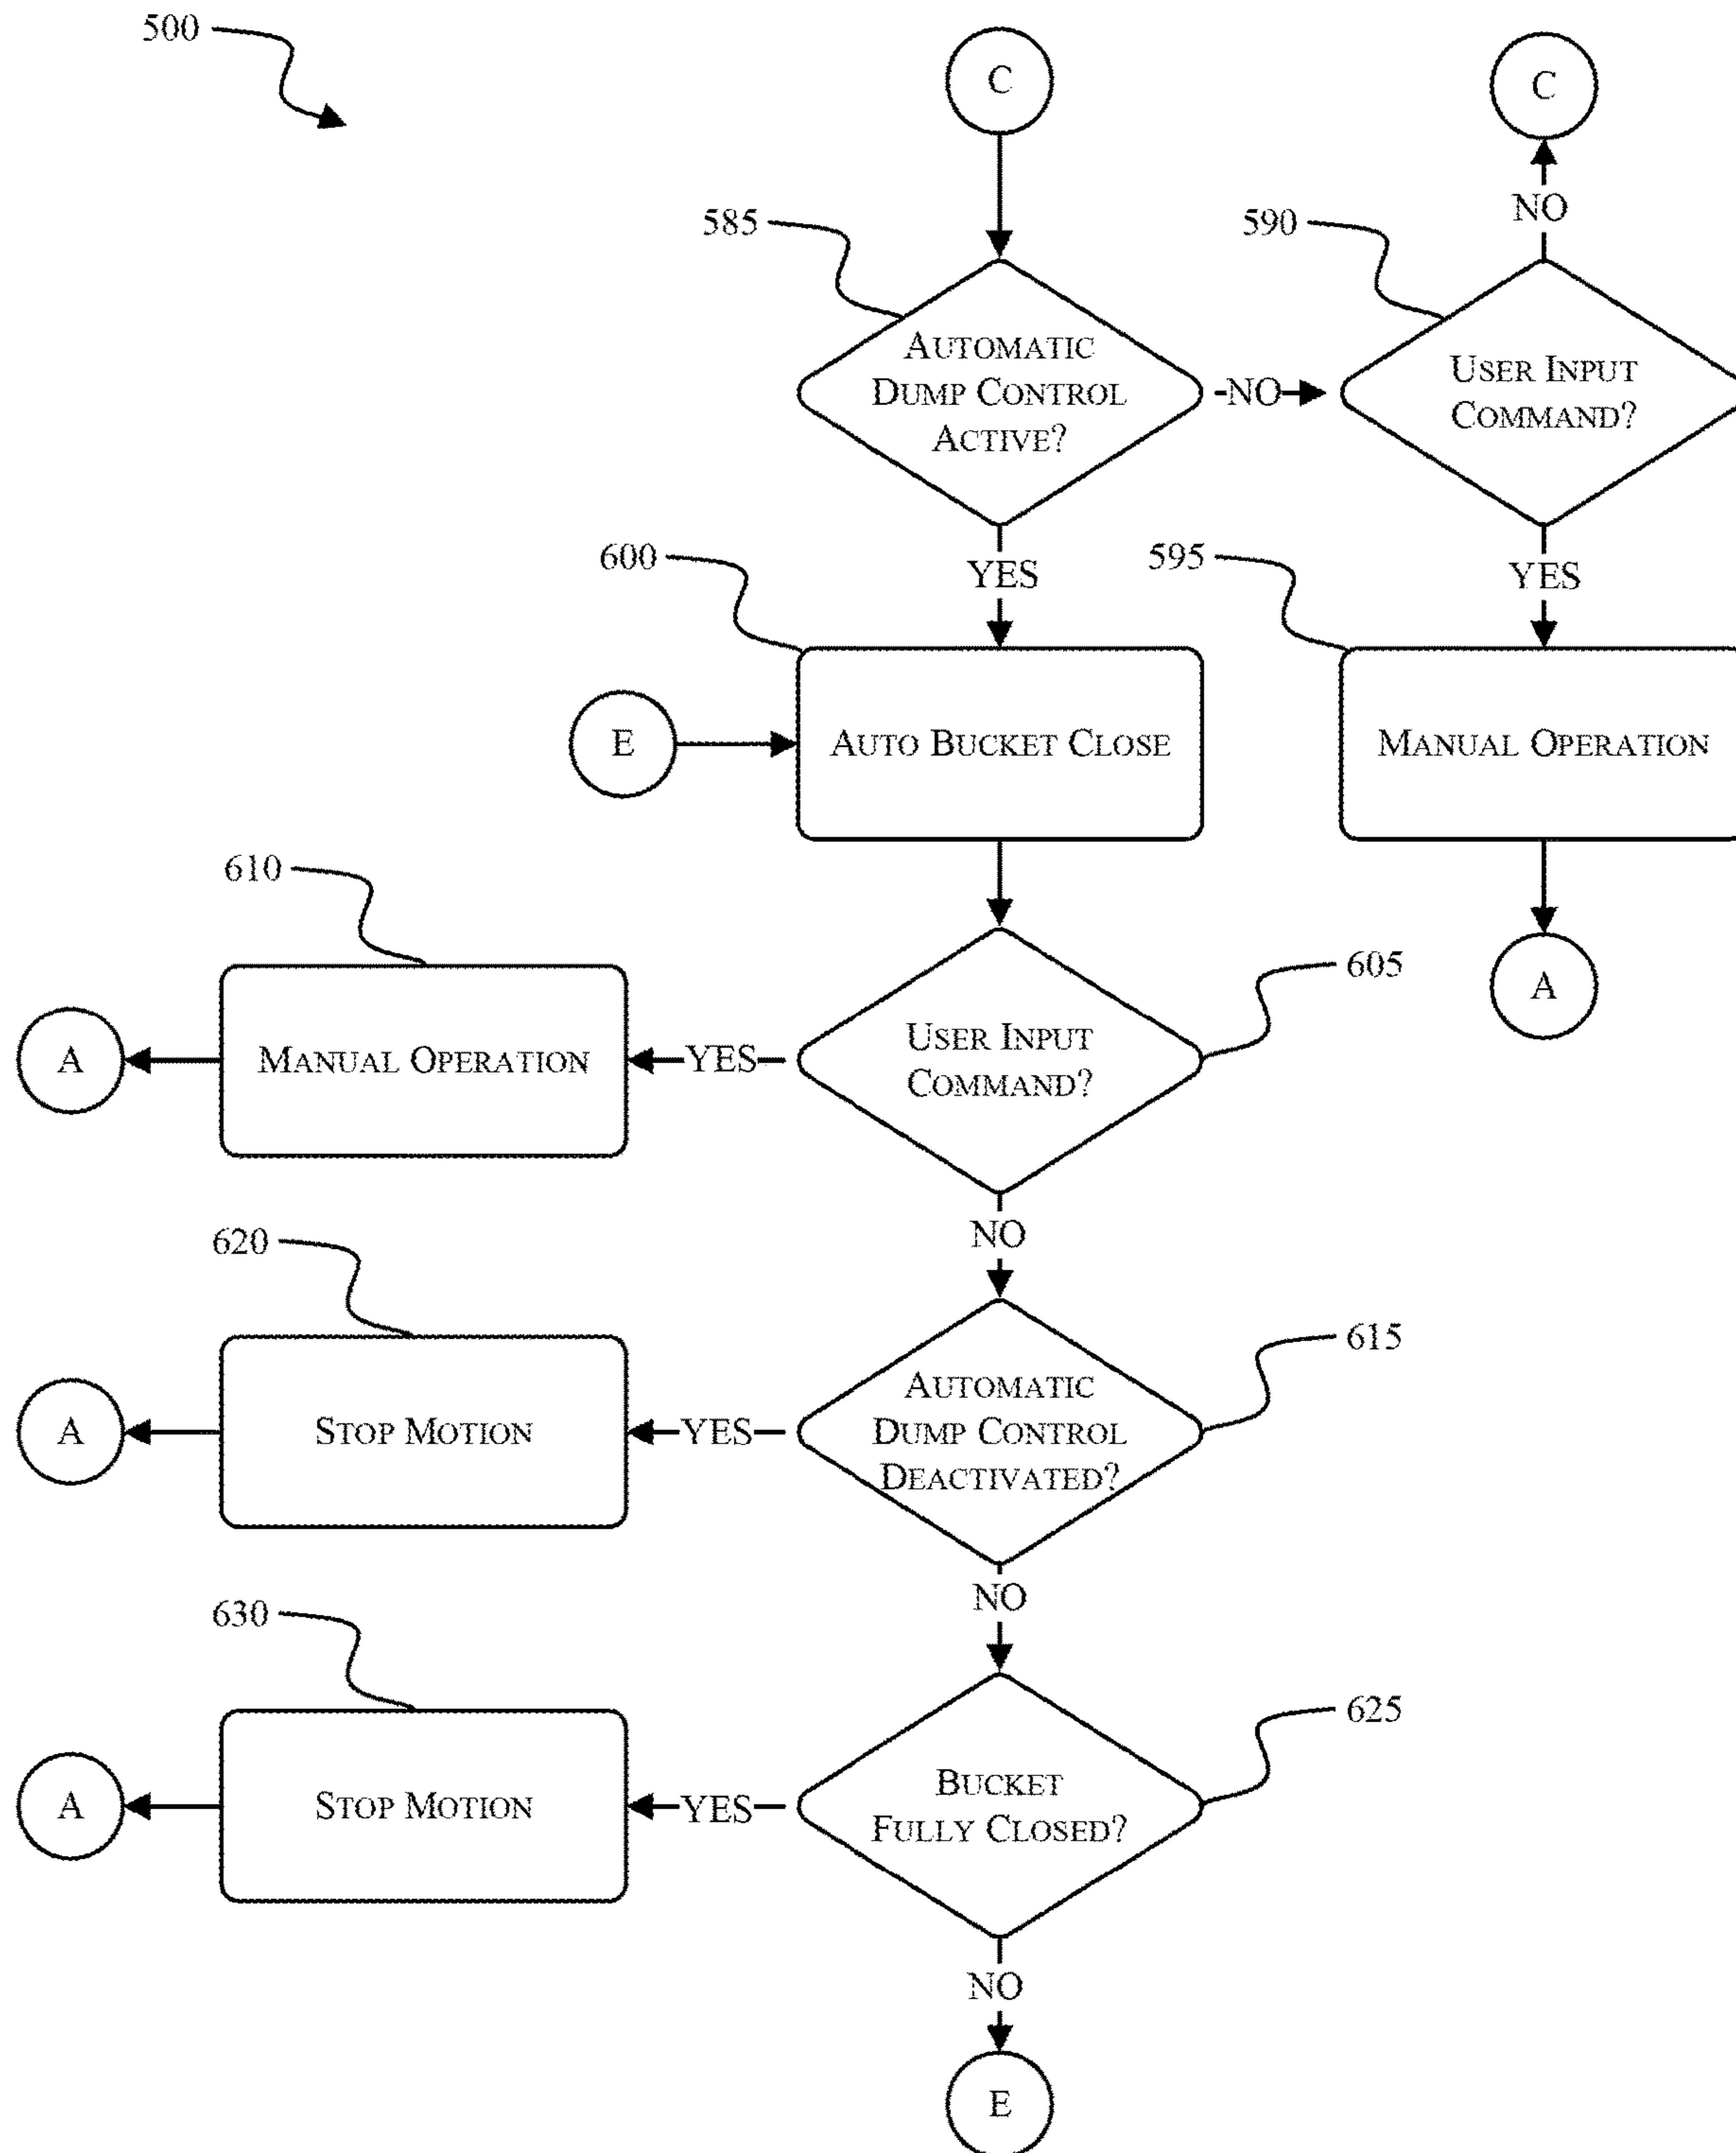 500
C
C
NO
585
590
AUTOMATIC
DUMP CONTROL
ACTIVE?
NO
USER INPUT
COMMAND?
YES
YES
600
595
E
AUTO BUCKET CLOSE
MANUAL OPERATION
610
605
A
A
MANUAL OPERATION
YES
USER INPUT
COMMAND?
NO
620
615
A
STOP MOTION
YES
AUTOMATIC
DUMP CONTROL
DEACTIVATED?
NO
630
625
A
STOP MOTION
YES
BUCKET
FULLY CLOSED?
NO
E